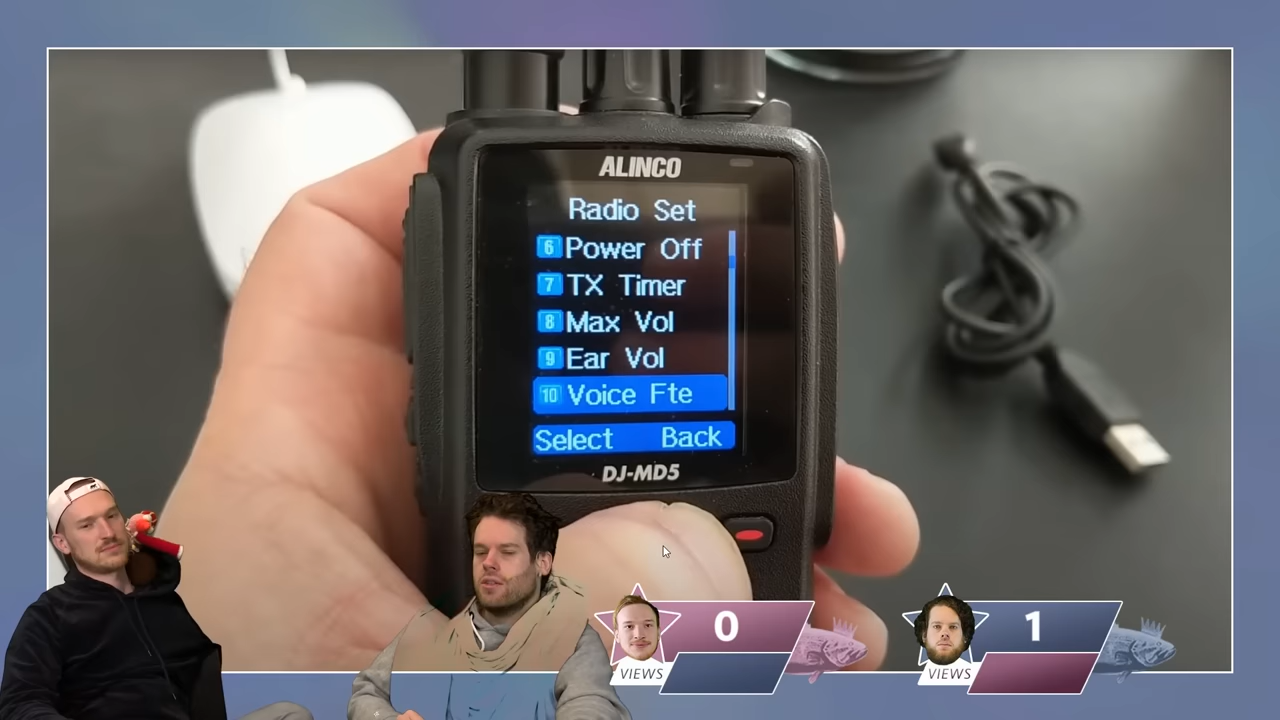 ALINCO
Radio Set
6 Power Off
7 TX Timer
8 Max Vol
9 Ear Vol
10 Voice Fte
Select Back
DJ-MD5
0
VIEWS
1
VIEWS